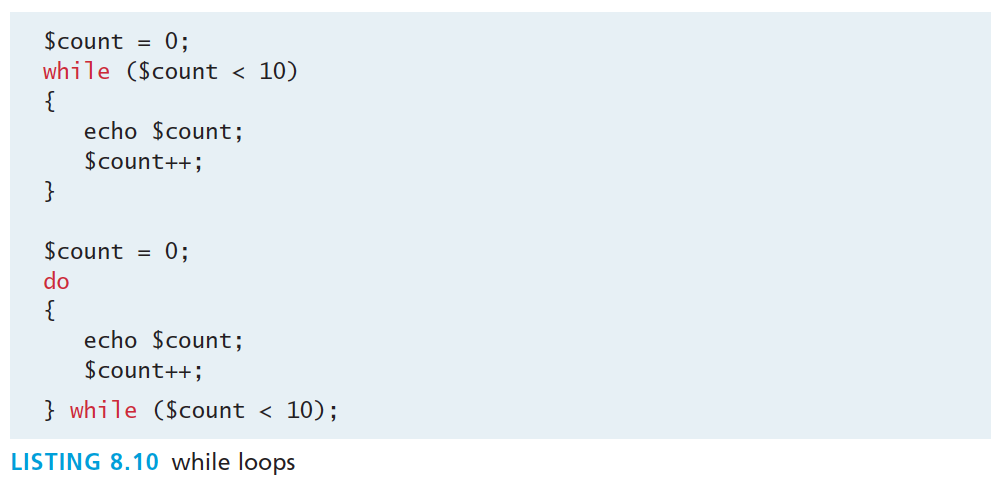 $count = 0;
while ($count < 10)
{
   echo $count;
   $count++;
}

$count = 0;
do
{
   echo $count;
   $count++;
} while ($count < 10);
LISTING 8.10 while loops